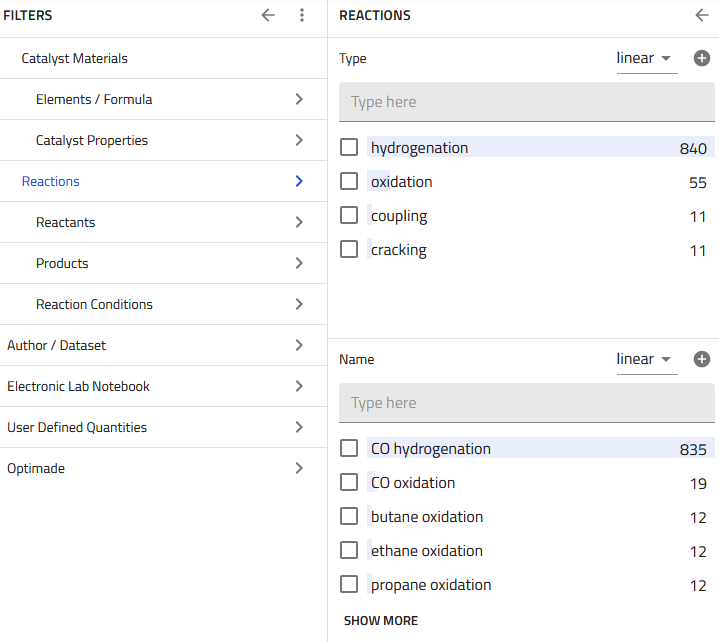 FILTERS
Catalyst Materials
Elements / Formula
Catalyst Properties
Reactions
Reactants
Products
Reaction Conditions
Author / Dataset
Electronic Lab Notebook
User Defined Quantities
Optimade
REACTIONS
Type linear
Type here
hydrogenation 840
oxidation 55
coupling 11
cracking 11
Name linear
Type here
CO hydrogenation 835
CO oxidation 19
butane oxidation 12
ethane oxidation 12
propane oxidation 12
SHOW MORE